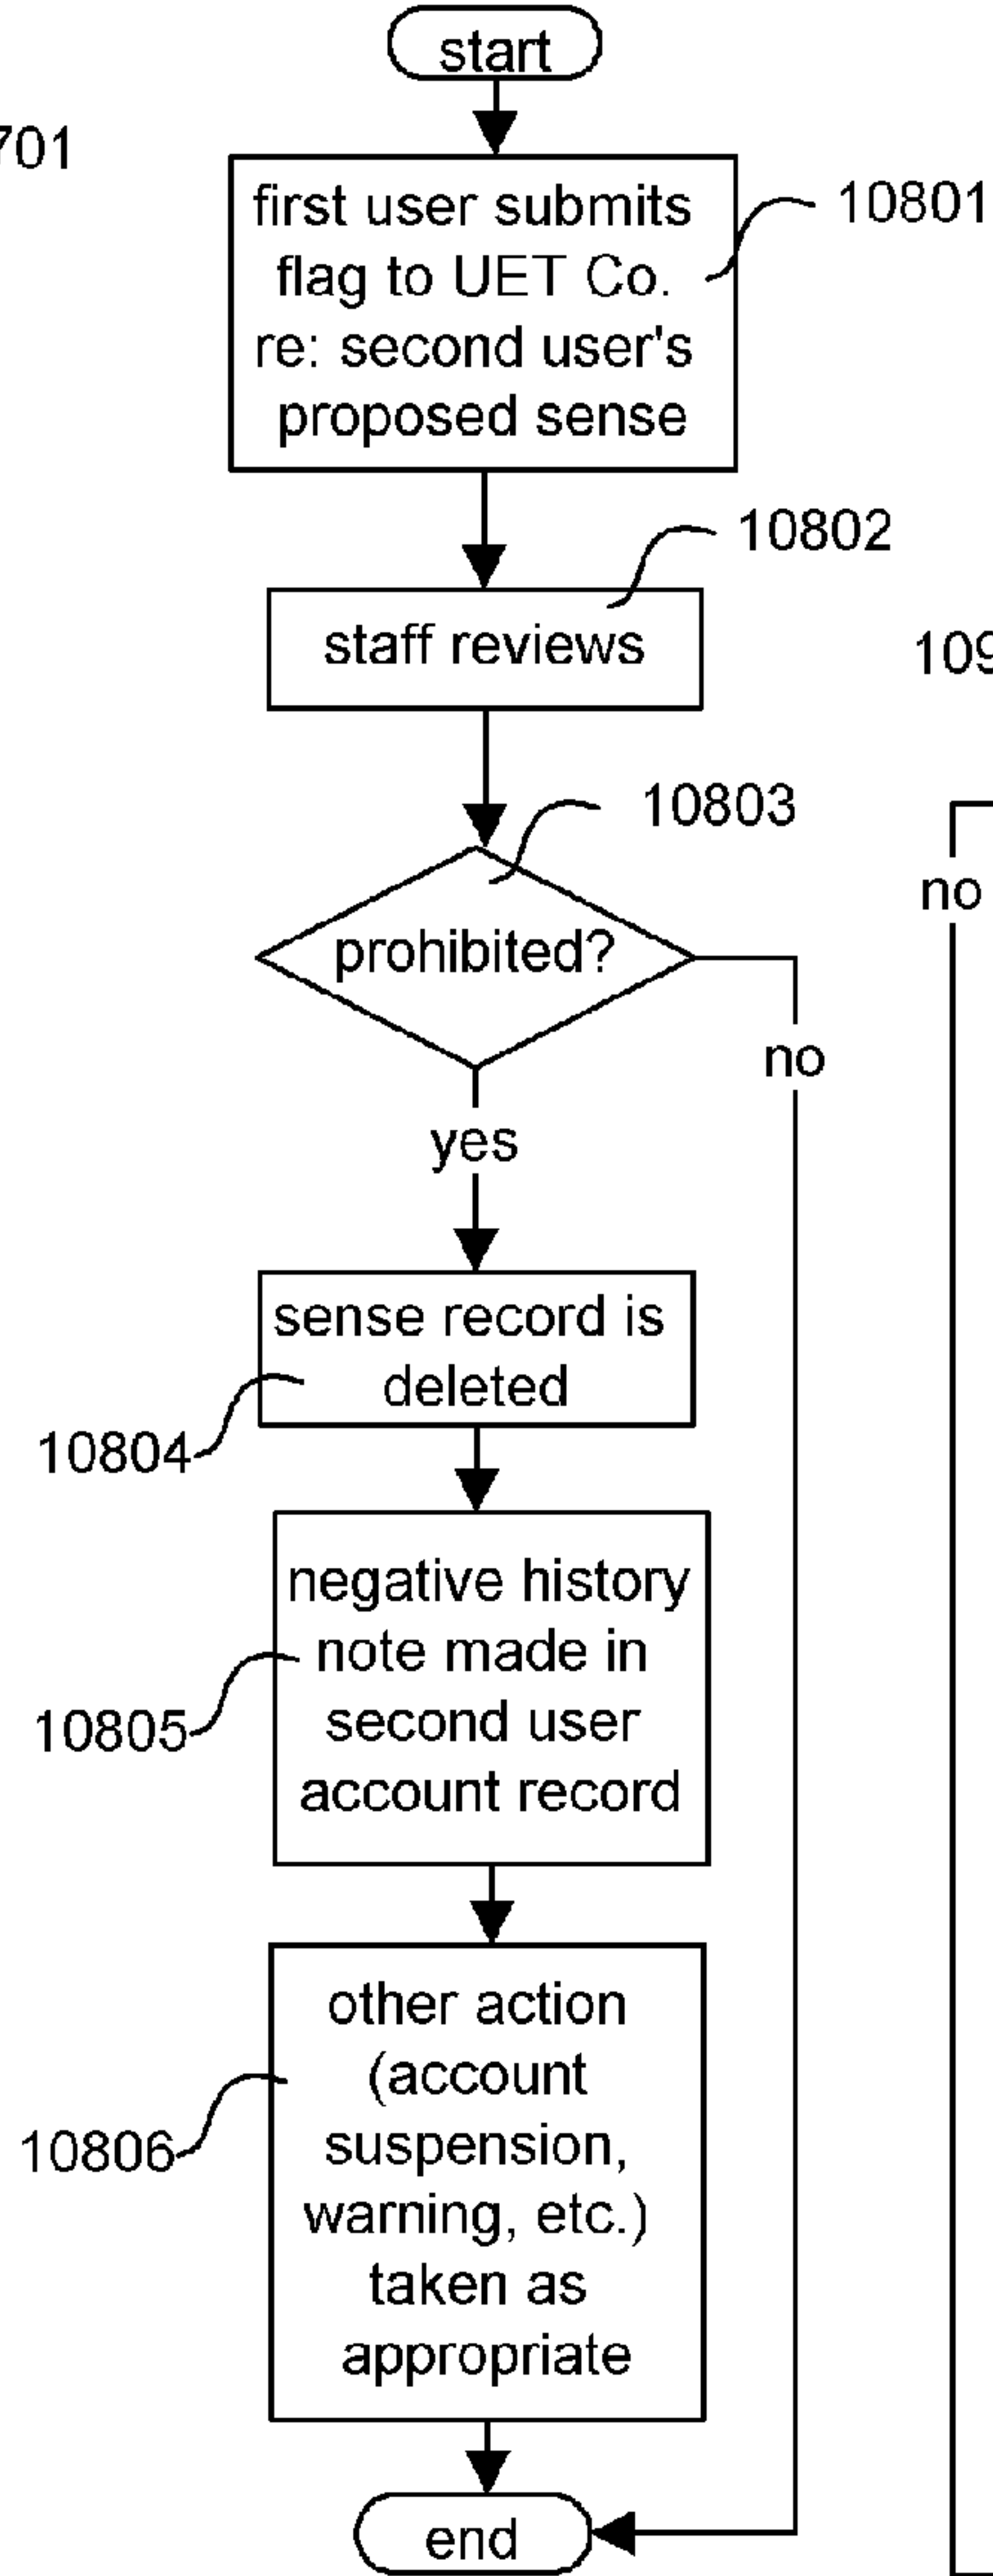 start
701
first user submits
flag to UET Co.
re: second user's
proposed sense
10801
10802
staff reviews
109
10803
prohibited?
no
no
yes
sense record is
deleted
10804
negative history
note made in
second user
account record
10805
other action
(account
suspension,
warning, etc.)
taken as
appropriate
10806
end